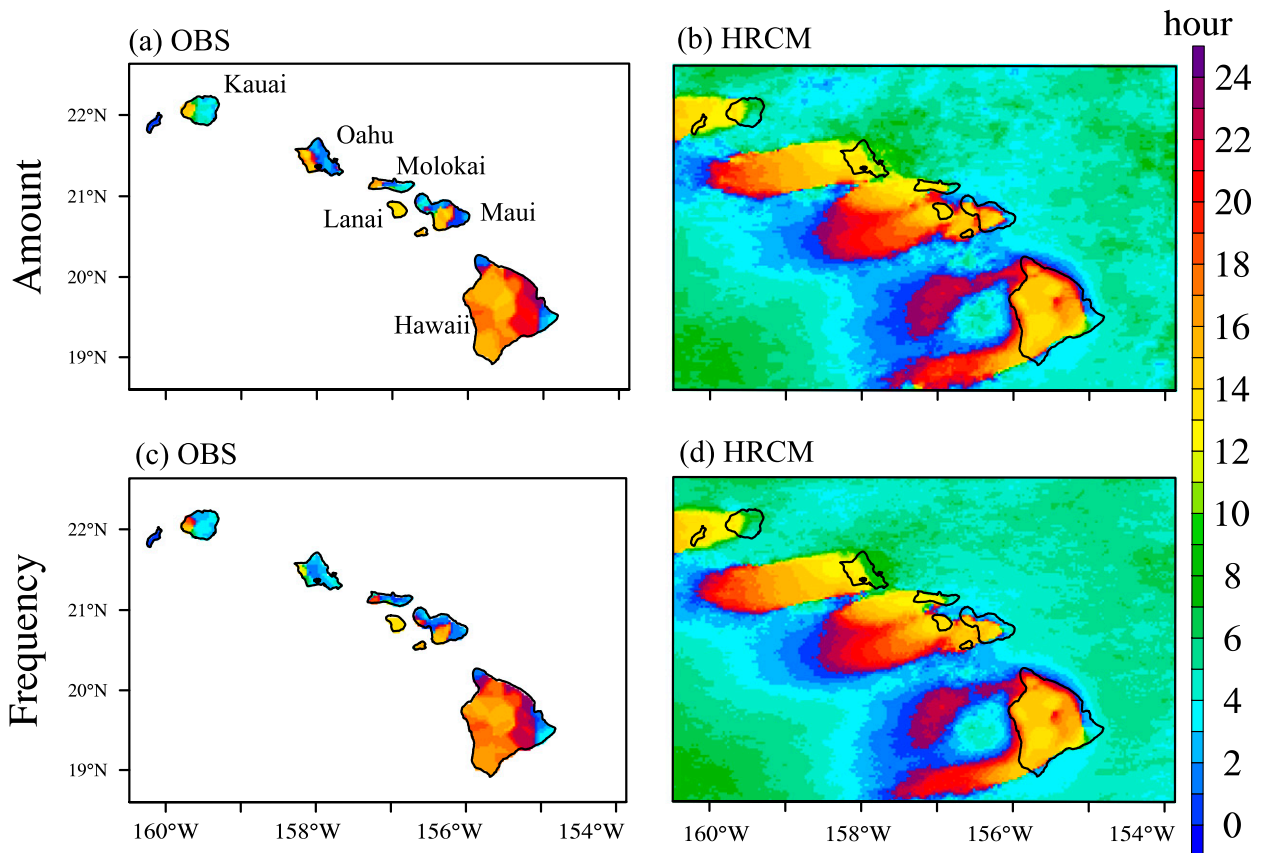 hour
(a) OBS
(b) HRCM
Amount
22°N
21°N
20°N
19°N
Kauai
Oahu
Molokai
Lanai
Maui
Hawaii
24
22
20
18
16
14
12
10
8
6
4
2
0
(c) OBS
(d) HRCM
Frequency
22°N
21°N
20°N
19°N
160°W
158°W
156°W
154°W
160°W
158°W
156°W
154°W